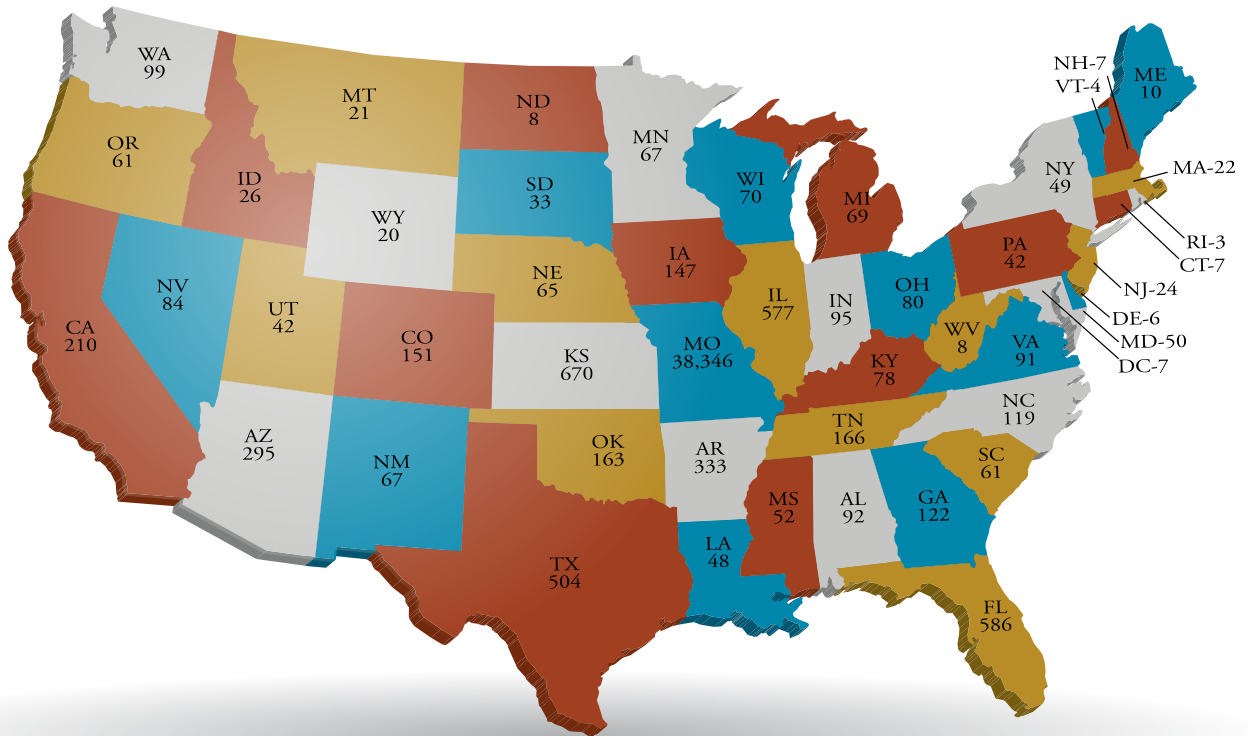 WA
99
OR
61
CA
210
NV
84
ID
26
MT
21
WY
20
UT
42
CO
151
AZ
295
NM
67
ND
8
SD
33
NE
65
KS
670
OK
163
TX
504
MN
67
IA
147
MO
38,346
AR
333
LA
48
WI
70
IL
577
MI
69
IN
95
OH
80
KY
78
TN
166
MS
52
AL
92
GA
122
FL
586
SC
61
NC
119
VA
91
WV
8
PA
42
NY
49
NH-7
VT-4
ME
10
MA-22
RI-3
CT-7
NJ-24
DE-6
MD-50
DC-7